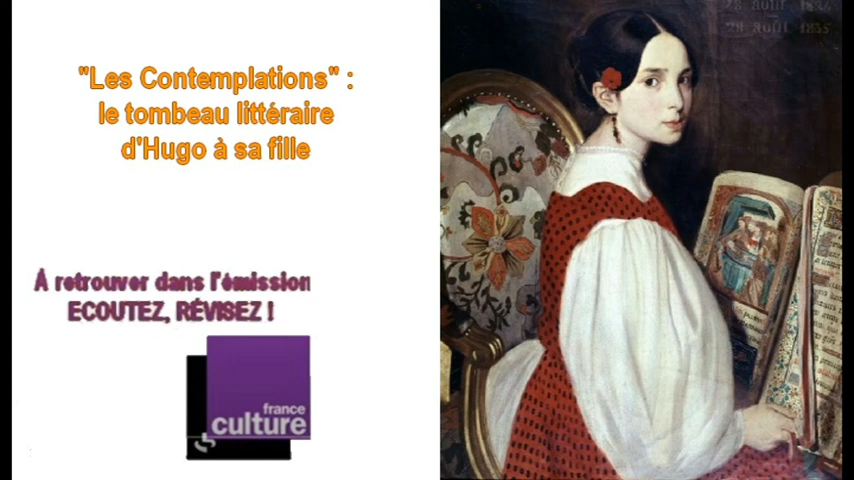 "Les Contemplations" :
le tombeau littéraire
d'Hugo à sa fille
À retrouver dans l'émission
ECOUTEZ, RÉVISEZ !
france
culture
28 août 1824
28 août 1835